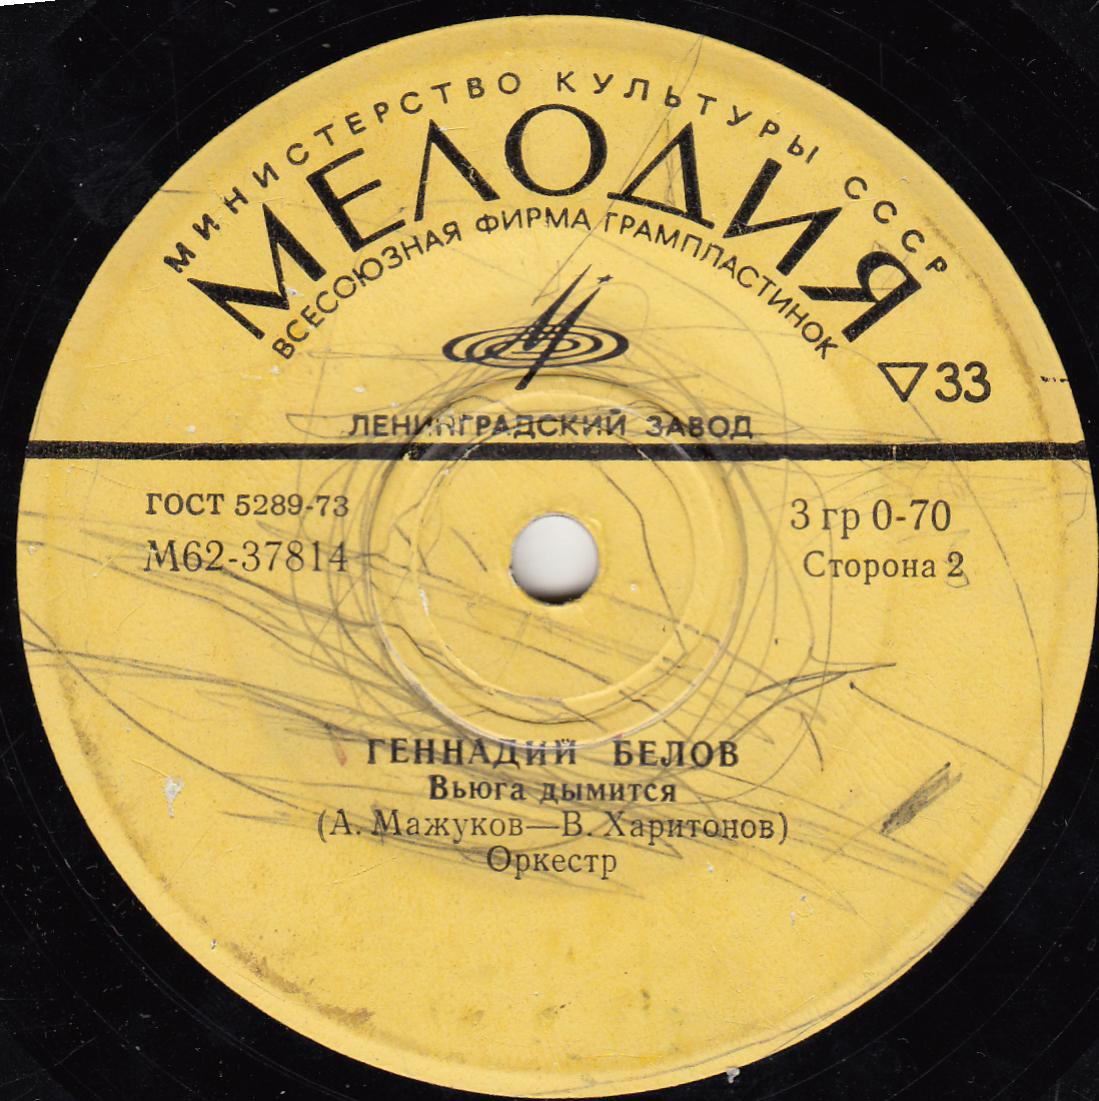 МИНИСТЕРСТВО КУЛЬТУРЫ СССР
МЕЛОДИЯ
ВСЕСОЮЗНАЯ ФИРМА ГРАМПЛАСТИНОК
▽33
ЛЕНИНГРАДСКИЙ ЗАВОД
ГОСТ 5289-73
М62-37814
3 гр 0-70
Сторона 2
ГЕННАДИЙ БЕЛОВ
Вьюга дымится
(А. Мажуков—В. Харитонов)
Оркестр